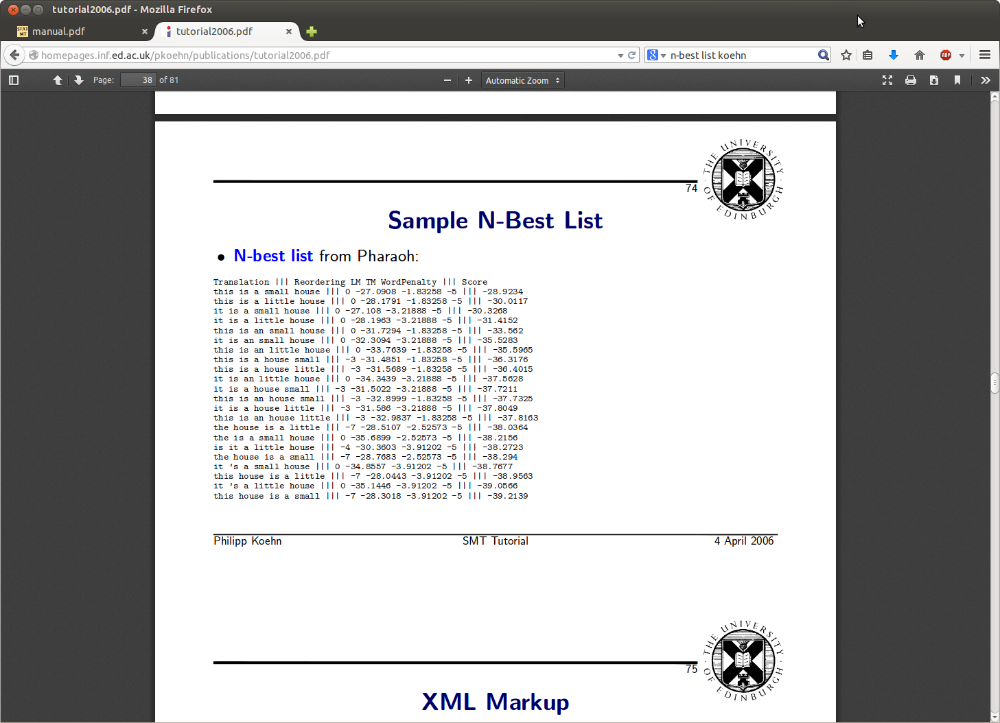 tutorial2006.pdf - Mozilla Firefox
manual.pdf
tutorial2006.pdf
homepages.inf.ed.ac.uk/pkoehn/publications/tutorial2006.pdf
n-best list koehn
Page: 38 of 81
Automatic Zoom
THE UNIVERSITY OF EDINBURGH
74
Sample N-Best List
• N-best list from Pharaoh:
Translation ||| Reordering LM TM WordPenalty ||| Score
this is a small house ||| 0 -27.0908 -1.83258 -5 ||| -28.9234
this is a little house ||| 0 -28.1791 -1.83258 -5 ||| -30.0117
it is a small house ||| 0 -27.108 -3.21888 -5 ||| -30.3268
it is a little house ||| 0 -28.1963 -3.21888 -5 ||| -31.4152
this is an small house ||| 0 -31.7294 -1.83258 -5 ||| -33.562
it is an small house ||| 0 -32.3094 -3.21888 -5 ||| -35.5283
this is an little house ||| 0 -33.7639 -1.83258 -5 ||| -35.5965
this is a house small ||| -3 -31.4851 -1.83258 -5 ||| -36.3176
this is a house little ||| -3 -31.5689 -1.83258 -5 ||| -36.4015
it is an little house ||| 0 -34.3439 -3.21888 -5 ||| -37.5628
it is a house small ||| -3 -31.5022 -3.21888 -5 ||| -37.7211
this is an house small ||| -3 -32.8999 -1.83258 -5 ||| -37.7325
it is a house little ||| -3 -31.586 -3.21888 -5 ||| -37.8049
this is an house little ||| -3 -32.9837 -1.83258 -5 ||| -37.8163
the house is a little ||| -7 -28.5107 -2.52573 -5 ||| -38.0364
the is a small house ||| 0 -35.6899 -2.52573 -5 ||| -38.2156
is it a little house ||| -4 -30.3603 -3.91202 -5 ||| -38.2723
the house is a small ||| -7 -28.7683 -2.52573 -5 ||| -38.294
it 's a small house ||| 0 -34.8557 -3.91202 -5 ||| -38.7677
this house is a little ||| -7 -28.0443 -3.91202 -5 ||| -38.9563
it 's a little house ||| 0 -35.1446 -3.91202 -5 ||| -39.0566
this house is a small ||| -7 -28.3018 -3.91202 -5 ||| -39.2139
Philipp Koehn SMT Tutorial 4 April 2006
THE UNIVERSITY OF EDINBURGH
75
XML Markup